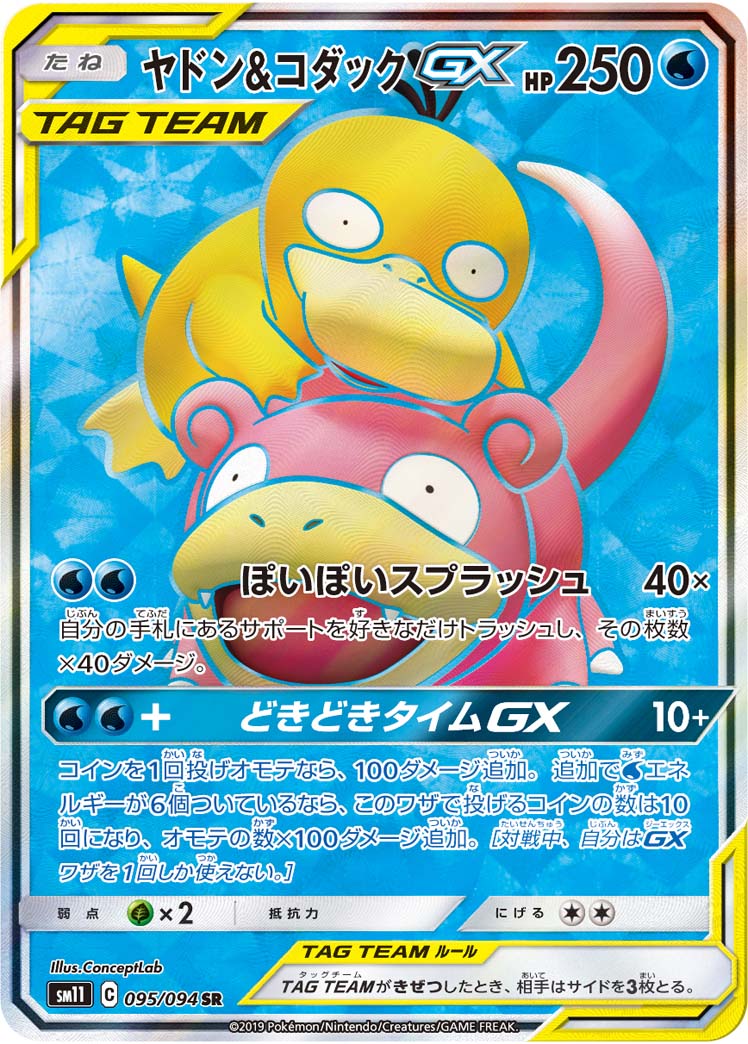 たね ヤドン&コダックGX HP250
TAG TEAM
ぽいぽいスプラッシュ 40×
自分の手札にあるサポートを好きなだけトラッシュし、その枚数
×40ダメージ。
+ どきどきタイムGX 10+
コインを1回投げオモテなら、100ダメージ追加。追加でエネ
ルギーが6個ついているなら、このワザで投げるコインの数は10
回になり、オモテの数×100ダメージ追加。[対戦中、自分はGX
ワザを1回しか使えない。]
弱点 ×2 抵抗力 にげる
TAG TEAM ルール
TAG TEAMがきぜつしたとき、相手はサイドを3枚とる。
Illus.ConceptLab
sm11 C 095/094 SR
©2019 Pokémon/Nintendo/Creatures/GAME FREAK.